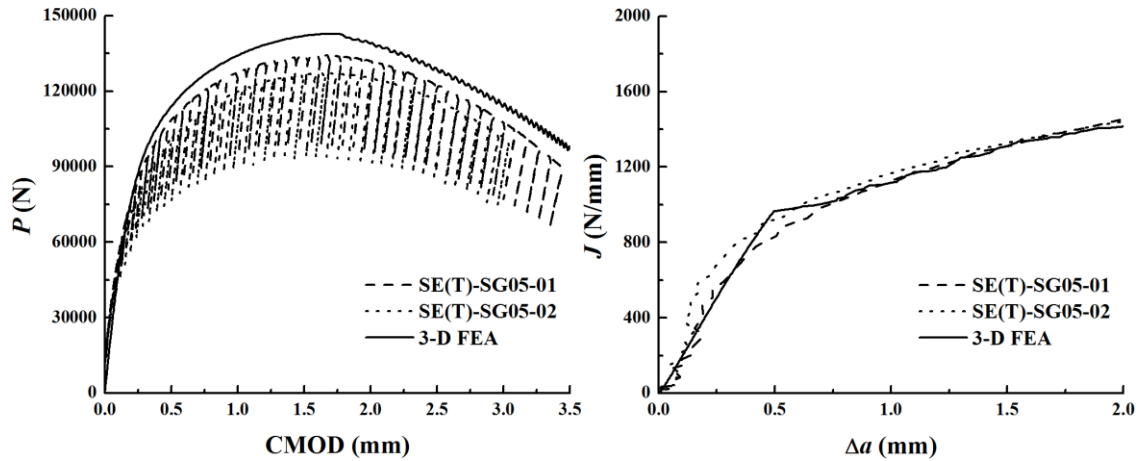 150000
120000
90000
60000
30000
0
P (N)
0.0 0.5 1.0 1.5 2.0 2.5 3.0 3.5
CMOD (mm)
SE(T)-SG05-01
SE(T)-SG05-02
3-D FEA
2000
1600
1200
800
400
0
J (N/mm)
0.0 0.5 1.0 1.5 2.0
Δa (mm)
SE(T)-SG05-01
SE(T)-SG05-02
3-D FEA